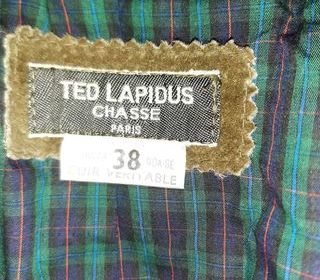 TED LAPIDUS
CHASSE
PARIS
38
CUIR VERITABLE